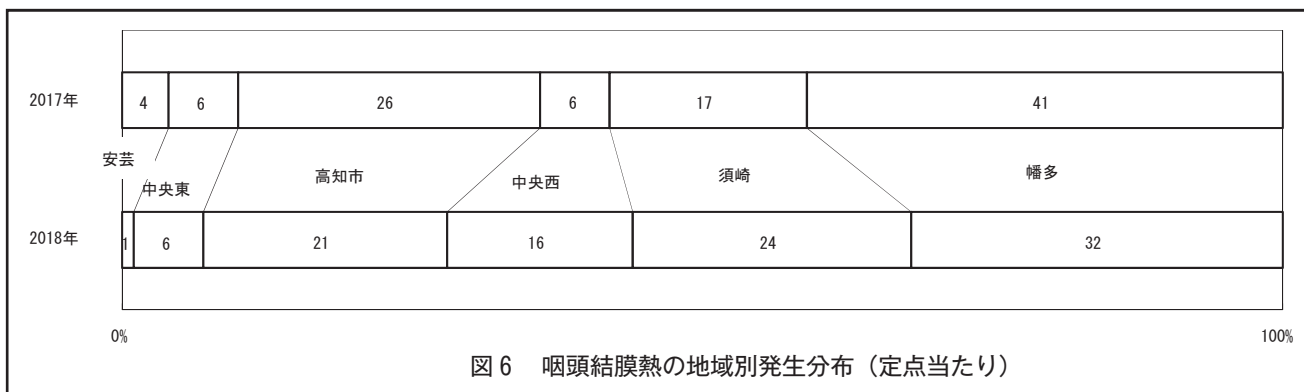 2017年 4 6 26 6 17 41
安芸 中央東 高知市 中央西 須崎 幡多
2018年 1 6 21 16 24 32
0% 100%
図6 咽頭結膜熱の地域別発生分布（定点当たり）